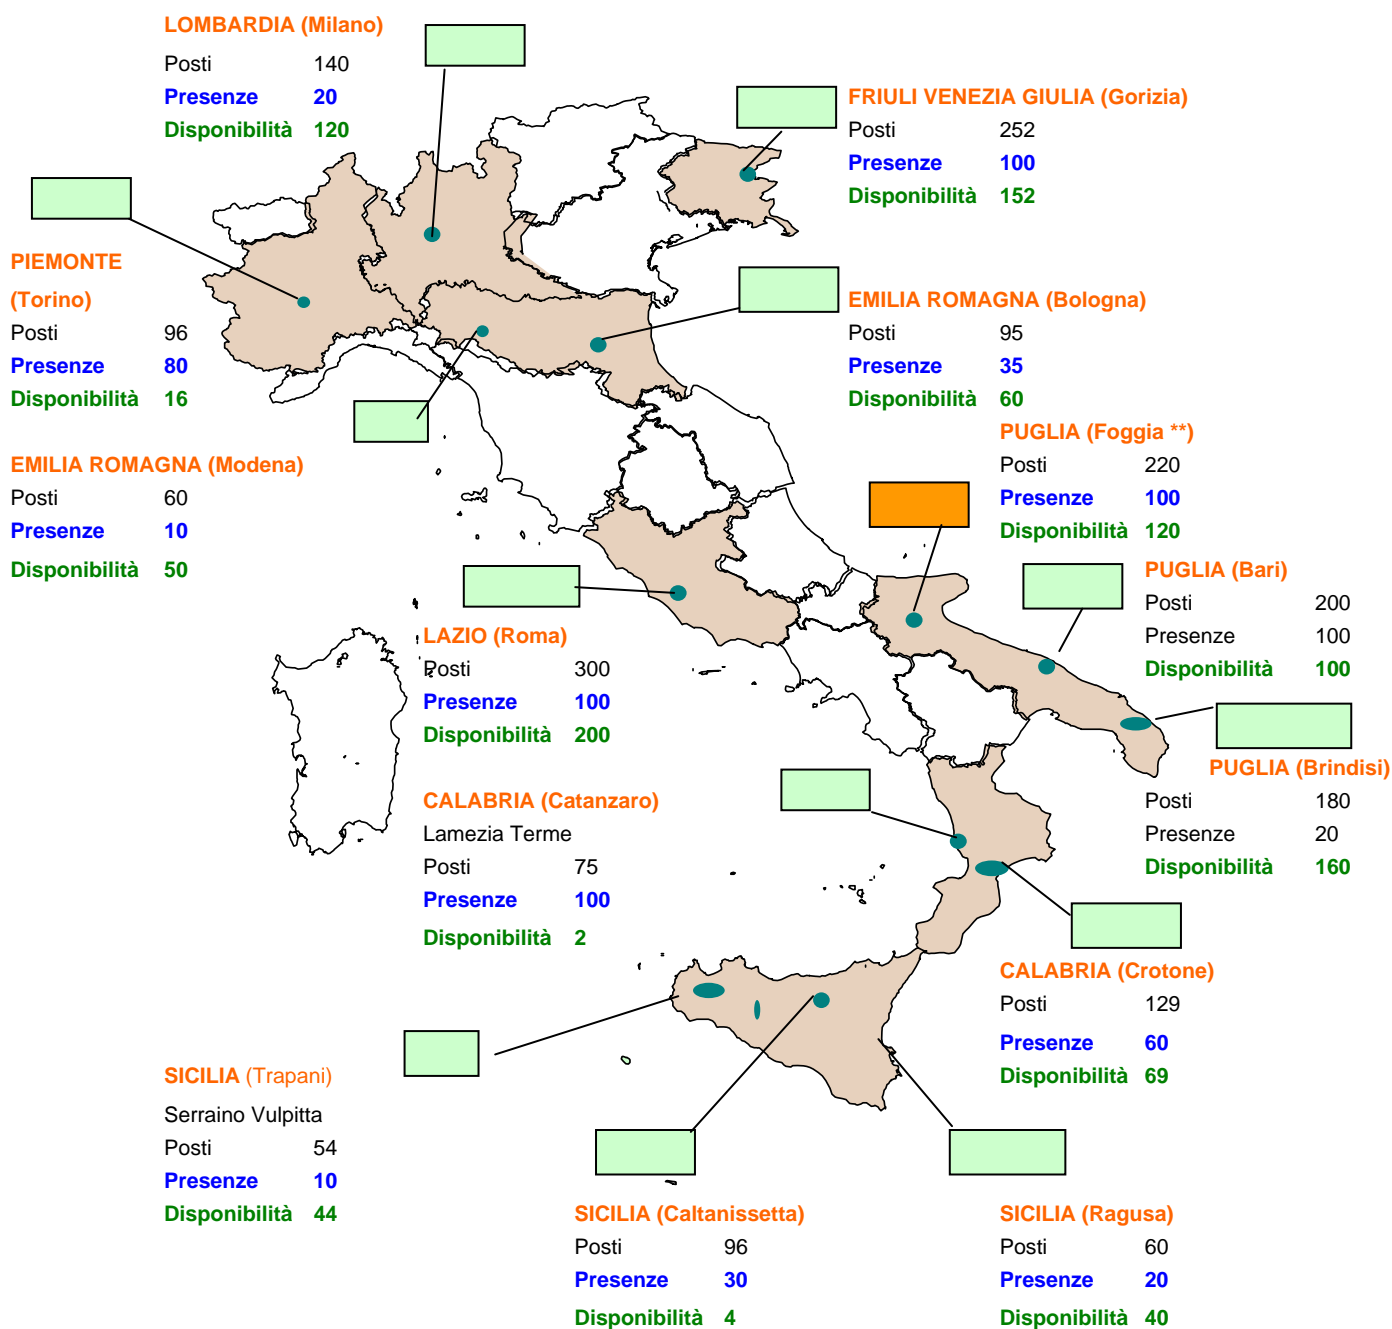 LOMBARDIA (Milano)
Posti 140
Presenze 20
Disponibilità 120
FRIULI VENEZIA GIULIA (Gorizia)
Posti 252
Presenze 100
Disponibilità 152
PIEMONTE
(Torino)
Posti 96
Presenze 80
Disponibilità 16
EMILIA ROMAGNA (Bologna)
Posti 95
Presenze 35
Disponibilità 60
EMILIA ROMAGNA (Modena)
Posti 60
Presenze 10
Disponibilità 50
PUGLIA (Foggia **)
Posti 220
Presenze 100
Disponibilità 120
PUGLIA (Bari)
Posti 200
Presenze 100
Disponibilità 100
LAZIO (Roma)
Posti 300
Presenze 100
Disponibilità 200
PUGLIA (Brindisi)
Posti 180
Presenze 20
Disponibilità 160
CALABRIA (Catanzaro)
Lamezia Terme
Posti 75
Presenze 100
Disponibilità 2
CALABRIA (Crotone)
Posti 129
Presenze 60
Disponibilità 69
SICILIA (Trapani)
Serraino Vulpitta
Posti 54
Presenze 10
Disponibilità 44
SICILIA (Caltanissetta)
Posti 96
Presenze 30
Disponibilità 4
SICILIA (Ragusa)
Posti 60
Presenze 20
Disponibilità 40